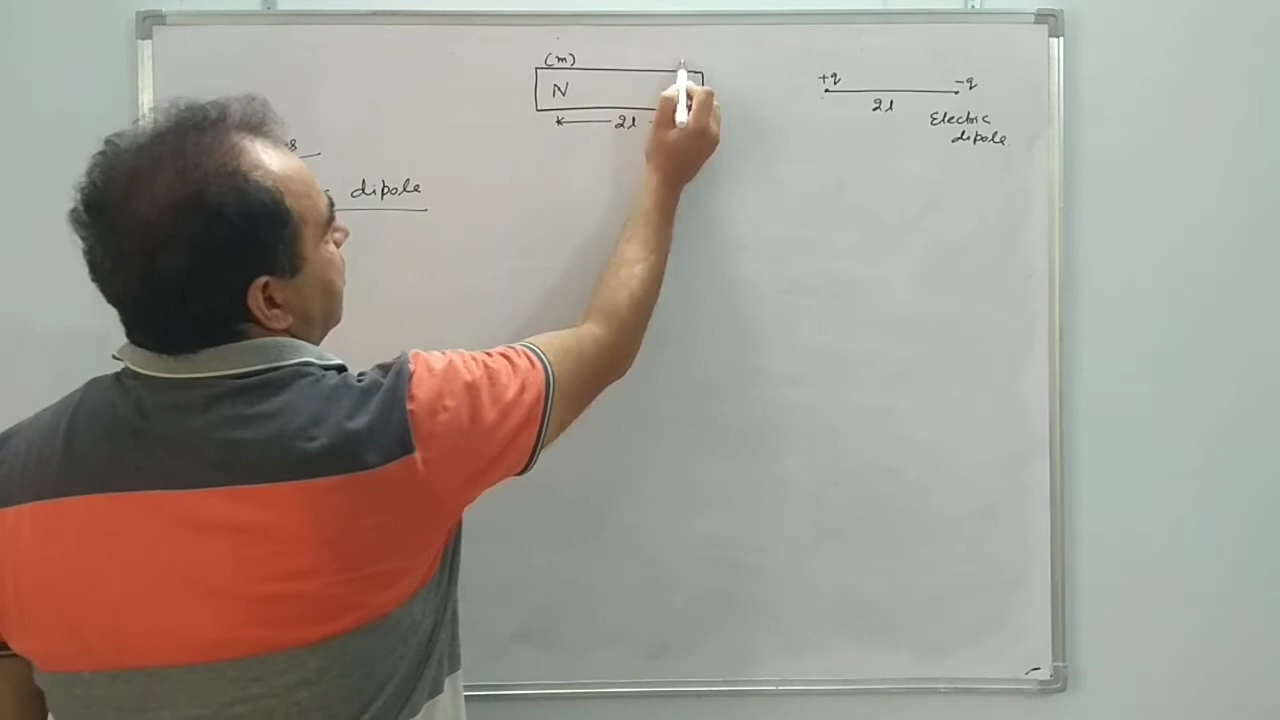 (m)
N
2l
+q -q
2l
Electric
dipole
dipole